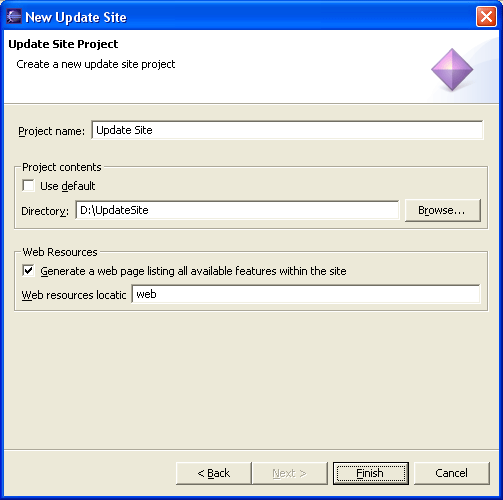 New Update Site
Update Site Project
Create a new update site project
Project name: Update Site
Project contents
Use default
Directory: D:\UpdateSite Browse...
Web Resources
Generate a web page listing all available features within the site
Web resources locatic web
< Back Next > Finish Cancel